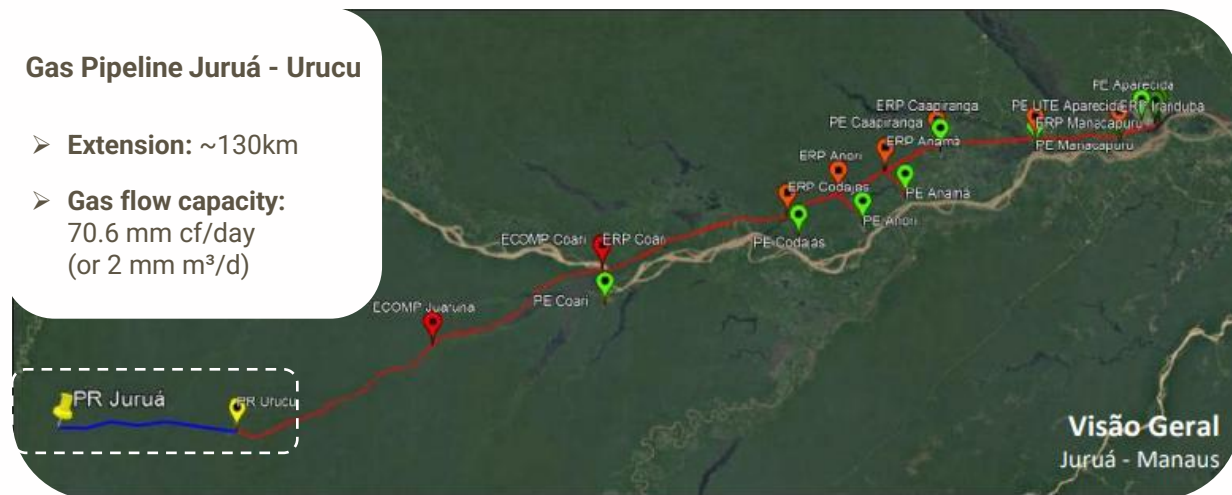 Gas Pipeline Juruá - Urucu
➢ Extension: ~130km
➢ Gas flow capacity:
70.6 mm cf/day
(or 2 mm m³/d)
PE Aparecida
ERP Caapiranga
PE UTE Aparecida
ERP Iranduba
PE Caapiranga
ERP Manacapuru
ERP Anamã
PE Manacapuru
ERP Anori
ERP Codajas
PE Anamá
PE Anori
ECOMP Coari
ERP Coari
PE Codajás
PE Coari
ECOMP Juaruna
PR Juruá
PR Urucu
Visão Geral
Juruá - Manaus